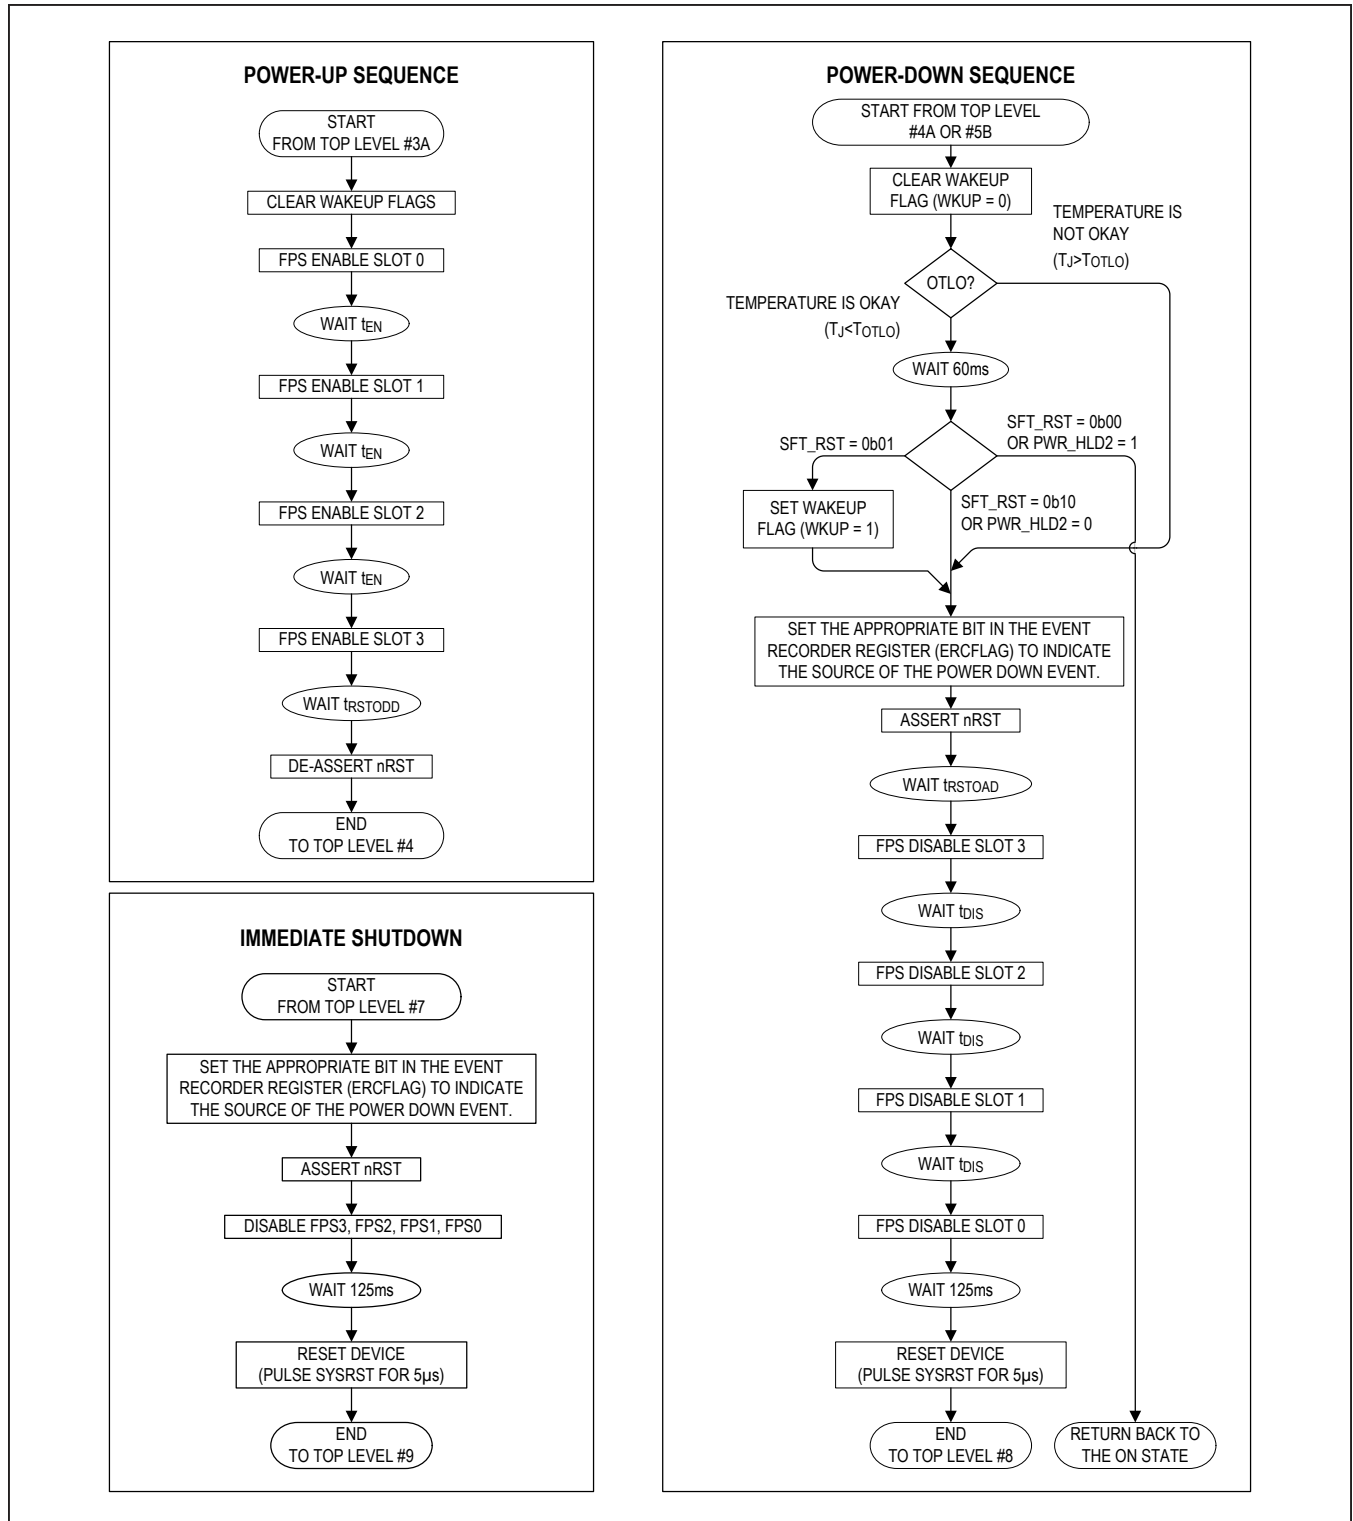 POWER-UP SEQUENCE
START
FROM TOP LEVEL #3A
CLEAR WAKEUP FLAGS
FPS ENABLE SLOT 0
WAIT tEN
FPS ENABLE SLOT 1
WAIT tEN
FPS ENABLE SLOT 2
WAIT tEN
FPS ENABLE SLOT 3
WAIT tRSTODD
DE-ASSERT nRST
END
TO TOP LEVEL #4
IMMEDIATE SHUTDOWN
START
FROM TOP LEVEL #7
SET THE APPROPRIATE BIT IN THE EVENT
RECORDER REGISTER (ERCFLAG) TO INDICATE
THE SOURCE OF THE POWER DOWN EVENT.
ASSERT nRST
DISABLE FPS3, FPS2, FPS1, FPS0
WAIT 125ms
RESET DEVICE
(PULSE SYSRST FOR 5µs)
END
TO TOP LEVEL #9
POWER-DOWN SEQUENCE
START FROM TOP LEVEL
#4A OR #5B
CLEAR WAKEUP
FLAG (WKUP = 0)
TEMPERATURE IS
NOT OKAY
(TJ>TOTLO)
OTLO?
TEMPERATURE IS OKAY
(TJ<TOTLO)
WAIT 60ms
SFT_RST = 0b01
SFT_RST = 0b00
OR PWR_HLD2 = 1
SET WAKEUP
FLAG (WKUP = 1)
SFT_RST = 0b10
OR PWR_HLD2 = 0
SET THE APPROPRIATE BIT IN THE EVENT
RECORDER REGISTER (ERCFLAG) TO INDICATE
THE SOURCE OF THE POWER DOWN EVENT.
ASSERT nRST
WAIT tRSTOAD
FPS DISABLE SLOT 3
WAIT tDIS
FPS DISABLE SLOT 2
WAIT tDIS
FPS DISABLE SLOT 1
WAIT tDIS
FPS DISABLE SLOT 0
WAIT 125ms
RESET DEVICE
(PULSE SYSRST FOR 5µs)
END
TO TOP LEVEL #8
RETURN BACK TO
THE ON STATE